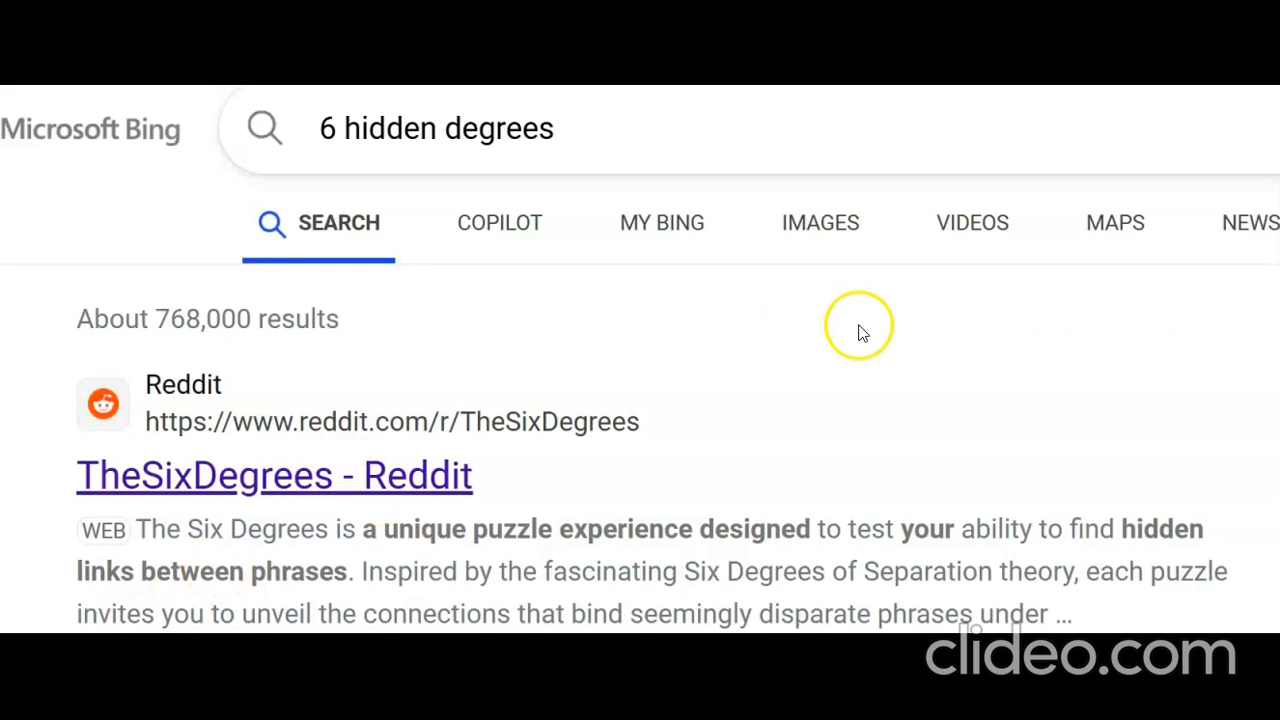 Microsoft Bing
6 hidden degrees
SEARCH COPILOT MY BING IMAGES VIDEOS MAPS NEWS
About 768,000 results
Reddit
https://www.reddit.com/r/TheSixDegrees
TheSixDegrees - Reddit
WEB The Six Degrees is a unique puzzle experience designed to test your ability to find hidden
links between phrases. Inspired by the fascinating Six Degrees of Separation theory, each puzzle
invites you to unveil the connections that bind seemingly disparate phrases under ...
clideo.com